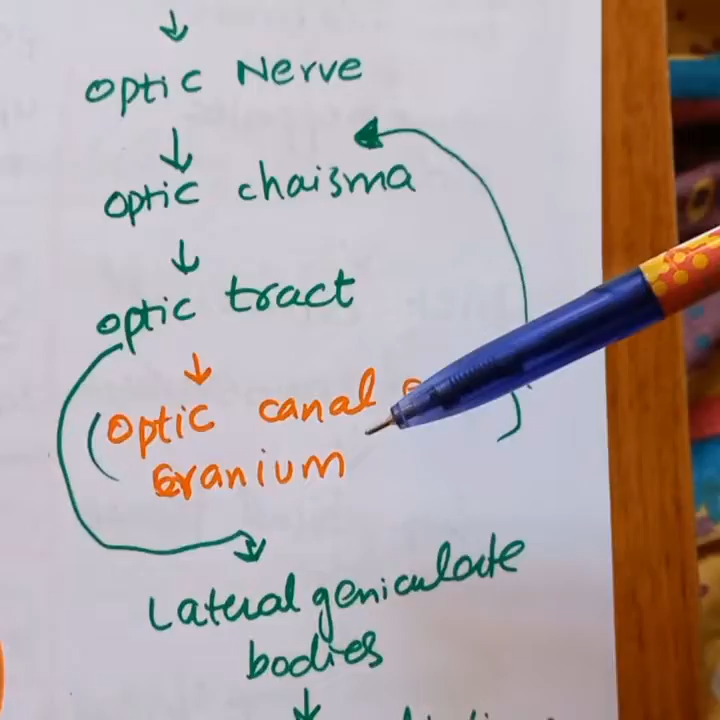 optic Nerve
optic chaisma
optic tract
(optic canal
cranium
Lateral geniculate
bodies